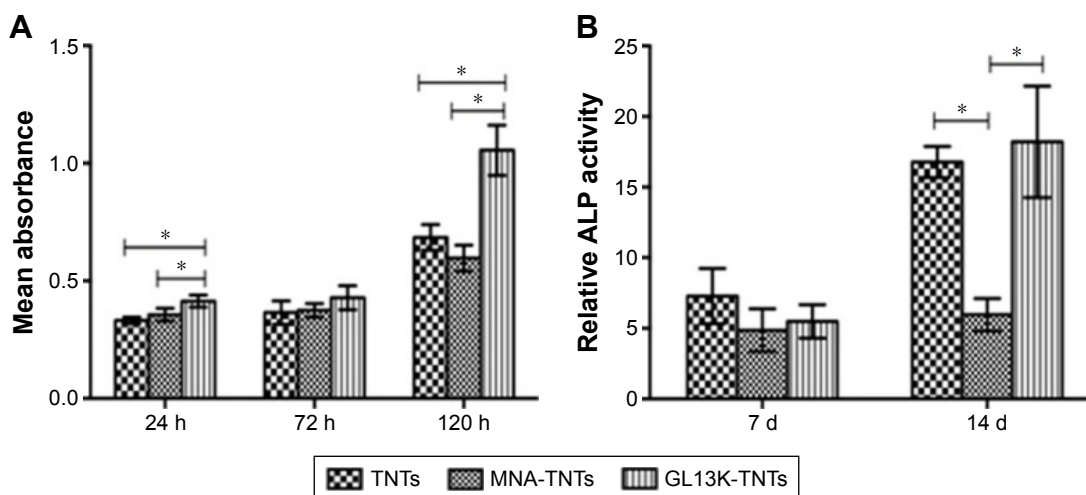 A
Mean absorbance
1.5
1.0
0.5
0.0
*
*
*
*
24 h 72 h 120 h
B
Relative ALP activity
25
20
15
10
5
0
*
*
7 d 14 d
TNTs MNA-TNTs GL13K-TNTs